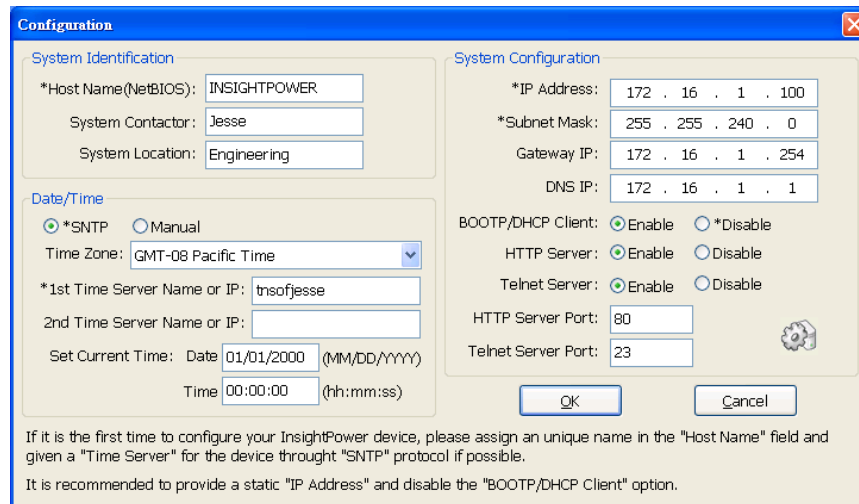 Configuration
System Identification
*Host Name(NetBIOS): INSIGHTPOWER
System Contactor: Jesse
System Location: Engineering
Date/Time
*SNTP Manual
Time Zone: GMT-08 Pacific Time
*1st Time Server Name or IP: tnsofjesse
2nd Time Server Name or IP:
Set Current Time: Date 01/01/2000 (MM/DD/YYYY)
Time 00:00:00 (hh:mm:ss)
System Configuration
*IP Address: 172 . 16 . 1 . 100
*Subnet Mask: 255 . 255 . 240 . 0
Gateway IP: 172 . 16 . 1 . 254
DNS IP: 172 . 16 . 1 . 1
BOOTP/DHCP Client: Enable *Disable
HTTP Server: Enable Disable
Telnet Server: Enable Disable
HTTP Server Port: 80
Telnet Server Port: 23
OK Cancel
If it is the first time to configure your InsightPower device, please assign an unique name in the "Host Name" field and
given a "Time Server" for the device throught "SNTP" protocol if possible.
It is recommended to provide a static "IP Address" and disable the "BOOTP/DHCP Client" option.